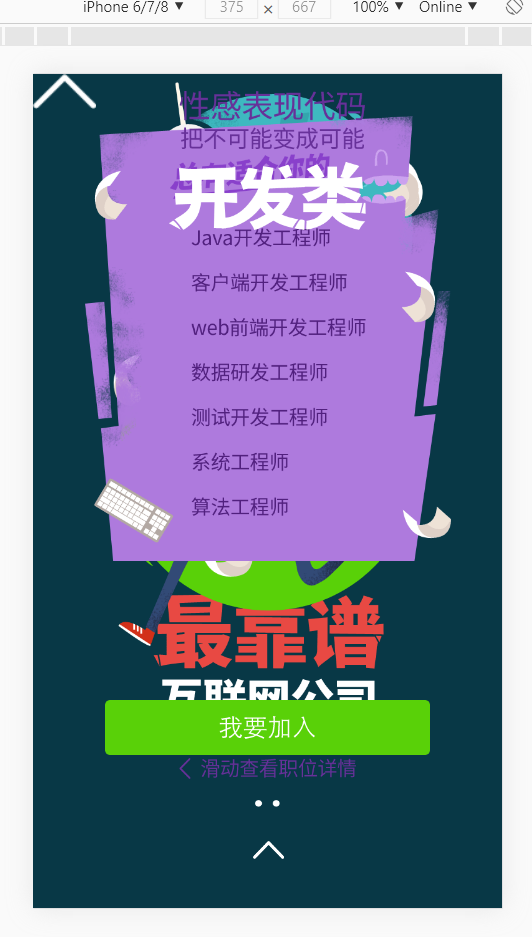 iPhone 6/7/8 ▼ 375 × 667 100% ▼ Online ▼
性感表现代码
把不可能变成可能
总有适合你的
开发类
Java开发工程师
客户端开发工程师
web前端开发工程师
数据研发工程师
测试开发工程师
系统工程师
算法工程师
最靠谱
互联网公司
我要加入
滑动查看职位详情